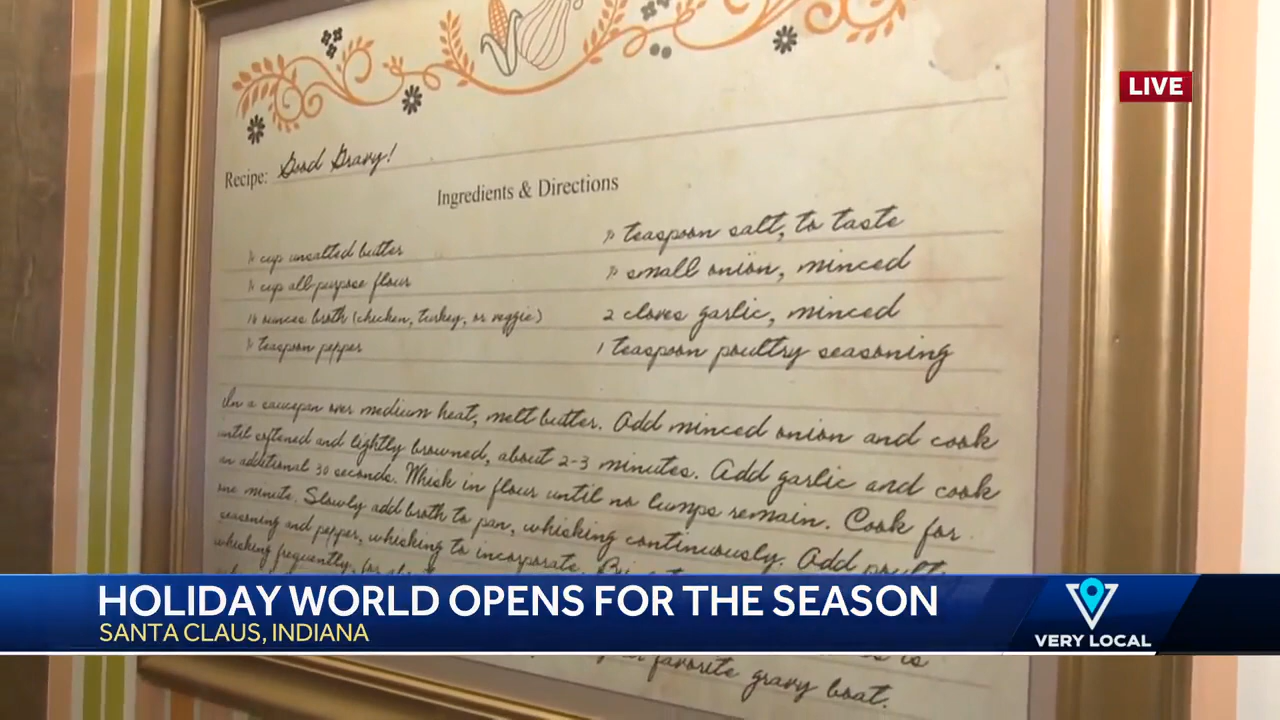 LIVE
Recipe: Good Gravy!
Ingredients & Directions
cup unsalted butter
cup all-purpose flour
16 ounces broth (chicken, turkey, or veggie)
teaspoon pepper
teaspoon salt, to taste
small onion, minced
2 cloves garlic, minced
1 teaspoon poultry seasoning
In a saucepan over medium heat, melt butter. Add minced onion and cook
until softened and lightly browned, about 2-3 minutes. Add garlic and cook
an additional 30 seconds. Whisk in flour until no lumps remain. Cook for
one minute. Slowly add broth to pan, whisking continuously. Add poultry
seasoning and pepper, whisking to incorporate.
whisking frequently, for
is
favorite gravy boat.
HOLIDAY WORLD OPENS FOR THE SEASON
SANTA CLAUS, INDIANA
VERY LOCAL